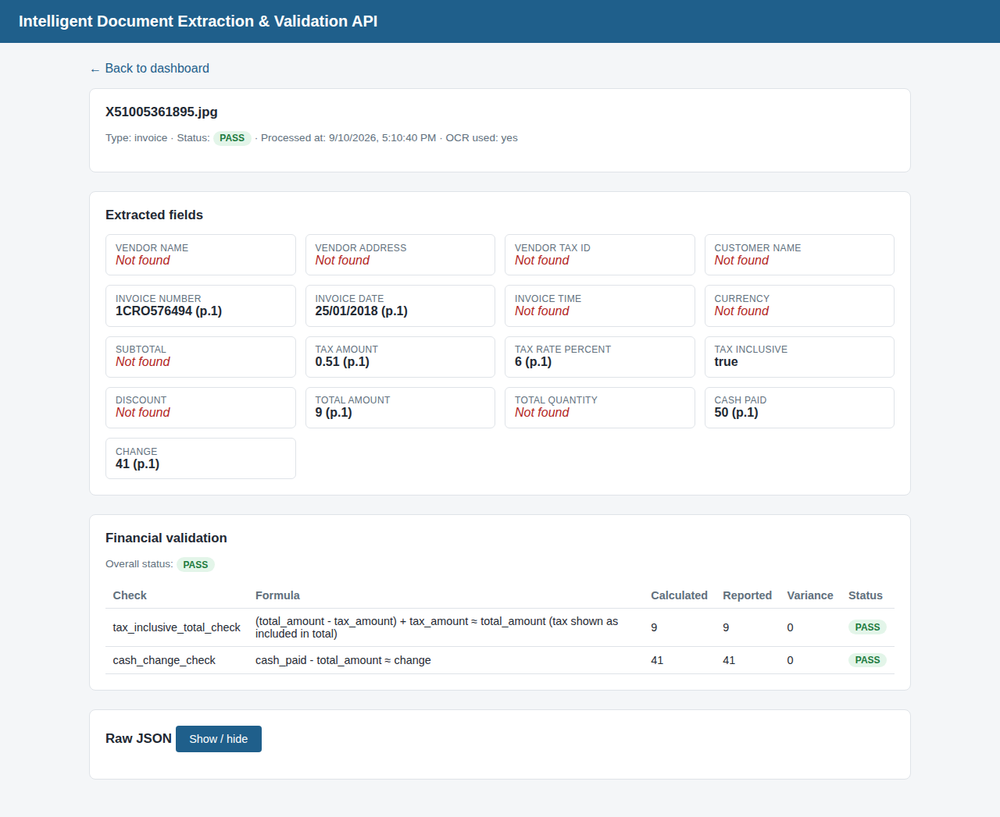 Intelligent Document Extraction & Validation API
← Back to dashboard
X51005361895.jpg
Type: invoice · Status: PASS · Processed at: 9/10/2026, 5:10:40 PM · OCR used: yes
Extracted fields
VENDOR NAME
Not found
VENDOR ADDRESS
Not found
VENDOR TAX ID
Not found
CUSTOMER NAME
Not found
INVOICE NUMBER
1CRO576494 (p.1)
INVOICE DATE
25/01/2018 (p.1)
INVOICE TIME
Not found
CURRENCY
Not found
SUBTOTAL
Not found
TAX AMOUNT
0.51 (p.1)
TAX RATE PERCENT
6 (p.1)
TAX INCLUSIVE
true
DISCOUNT
Not found
TOTAL AMOUNT
9 (p.1)
TOTAL QUANTITY
Not found
CASH PAID
50 (p.1)
CHANGE
41 (p.1)
Financial validation
Overall status: PASS
Check Formula Calculated Reported Variance Status
tax_inclusive_total_check (total_amount - tax_amount) + tax_amount ≈ total_amount (tax shown as included in total) 9 9 0 PASS
cash_change_check cash_paid - total_amount ≈ change 41 41 0 PASS
Raw JSON Show / hide